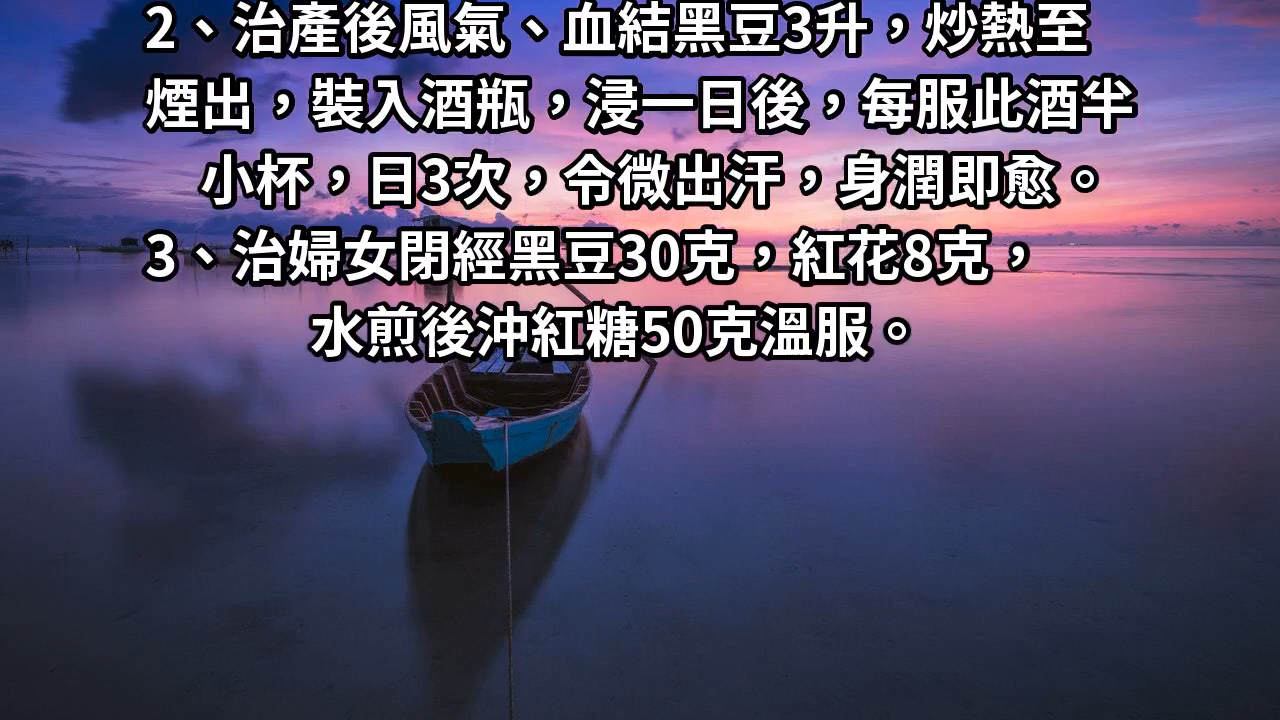 2、治產後風氣、血結黑豆3升，炒熱至
煙出，裝入酒瓶，浸一日後，每服此酒半
小杯，日3次，令微出汗，身潤即愈。
3、治婦女閉經黑豆30克，紅花8克，
水煎後沖紅糖50克溫服。